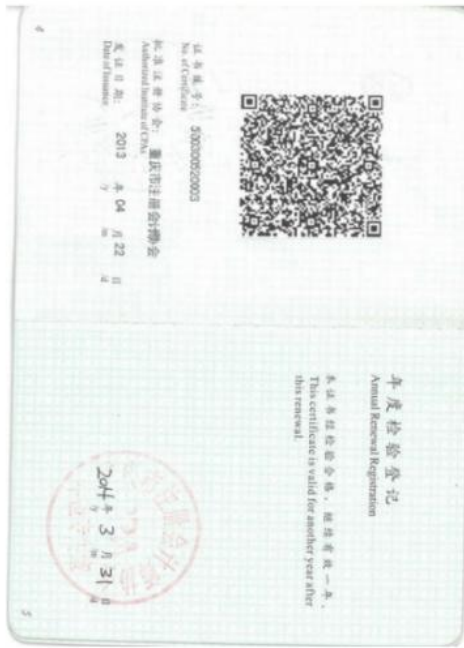 证书编号: 500300520003
No. of Certificate
批准注册协会: 重庆市注册会计师协会
Authorized Institute of CPAs
发证日期: 2013 年 04 月 22 日
Date of Issuance /y /m /d
4
年度检验登记
Annual Renewal Registration
本证书经检验合格,继续有效一年。
This certificate is valid for another year after
this renewal.
2014 年 3 月 31 日
/y /m /d
5